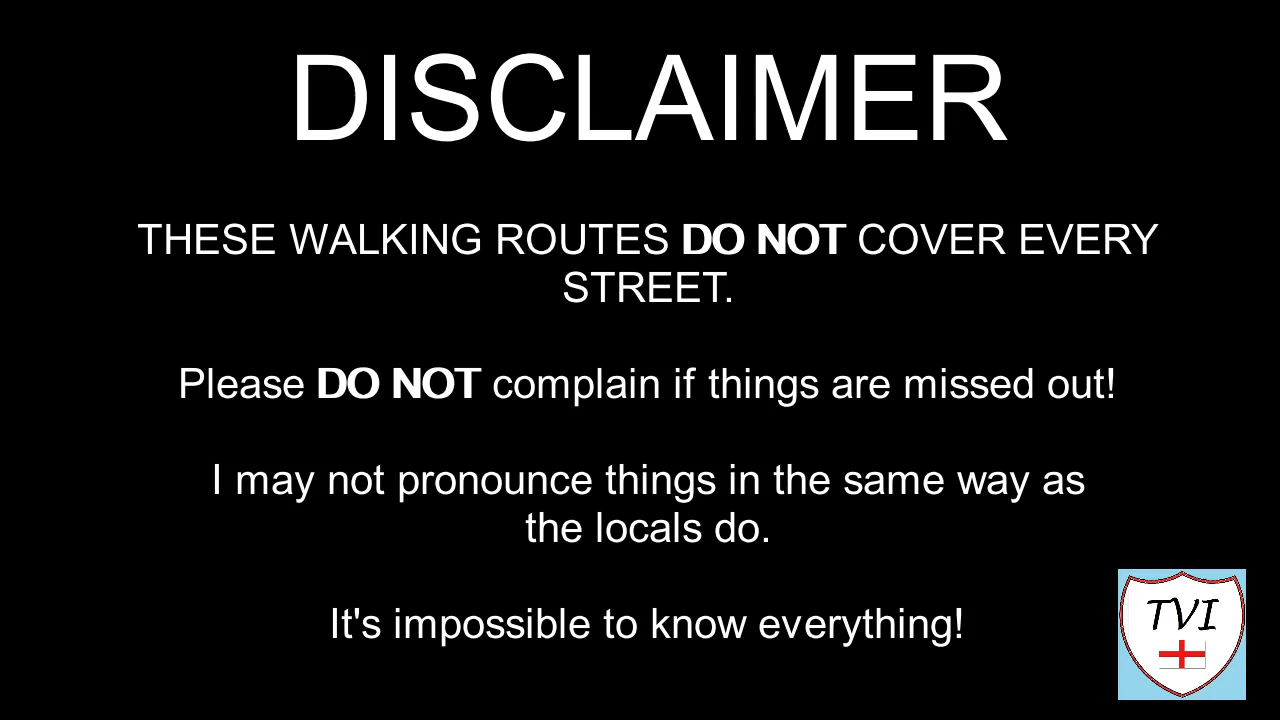 DISCLAIMER
THESE WALKING ROUTES DO NOT COVER EVERY
STREET.
Please DO NOT complain if things are missed out!
I may not pronounce things in the same way as
the locals do.
It's impossible to know everything!
TVI